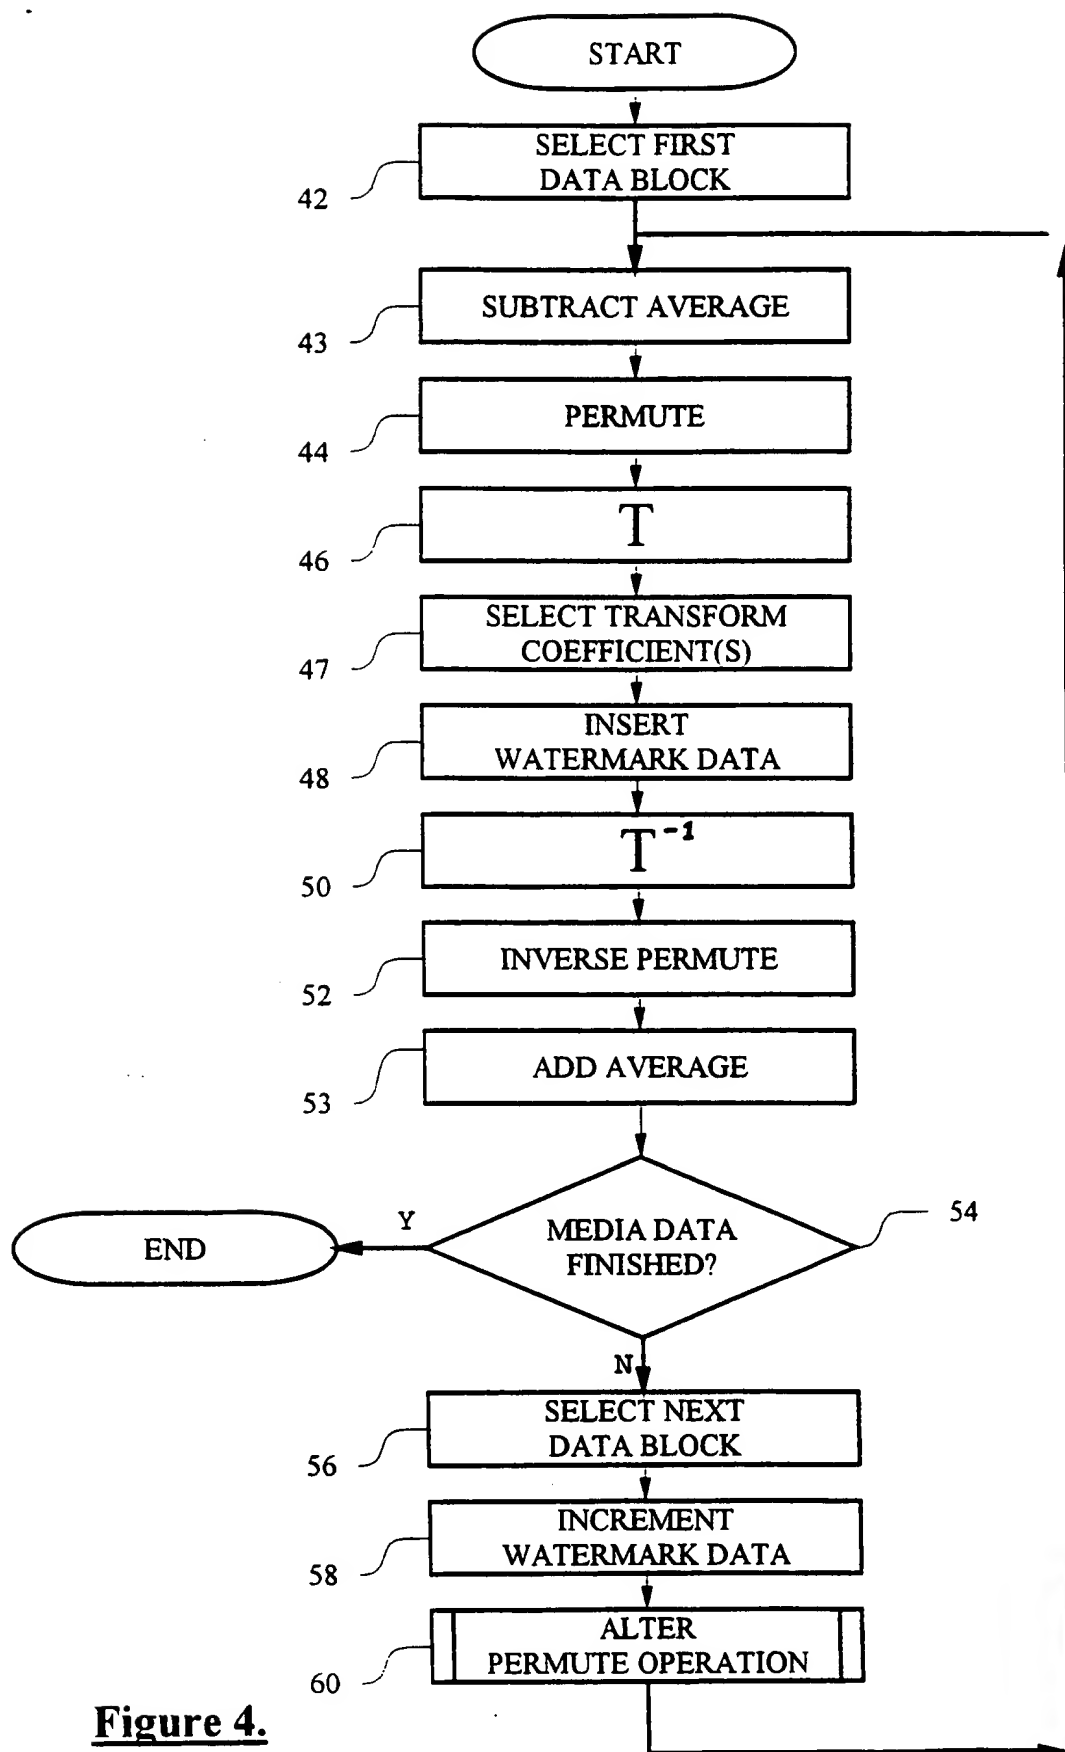 START
SELECT FIRST
DATA BLOCK
42
SUBTRACT AVERAGE
43
PERMUTE
44
T
46
SELECT TRANSFORM
COEFFICIENT(S)
47
INSERT
WATERMARK DATA
48
T -1
50
INVERSE PERMUTE
52
ADD AVERAGE
53
MEDIA DATA
FINISHED?
54
Y
END
N
SELECT NEXT
DATA BLOCK
56
INCREMENT
WATERMARK DATA
58
ALTER
PERMUTE OPERATION
60
Figure 4.